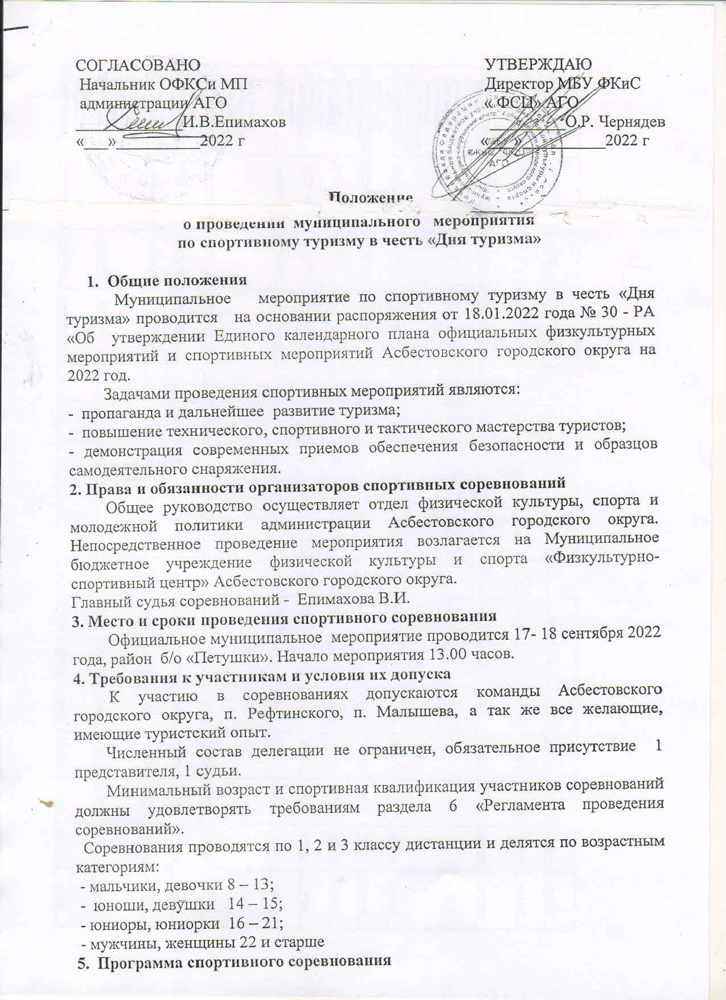 СОГЛАСОВАНО
Начальник ОФКСи МП
администрации АГО
_____________И.В.Епимахов
«___»___________2022 г
УТВЕРЖДАЮ
Директор МБУ ФКиС
« ФСЦ» АГО
__________О.Р. Чернядев
«___»___________2022 г
АГО
Положение
о проведении муниципального мероприятия
по спортивному туризму в честь «Дня туризма»
1. Общие положения
Муниципальное мероприятие по спортивному туризму в честь «Дня
туризма» проводится на основании распоряжения от 18.01.2022 года № 30 - РА
«Об утверждении Единого календарного плана официальных физкультурных
мероприятий и спортивных мероприятий Асбестовского городского округа на
2022 год.
Задачами проведения спортивных мероприятий являются:
- пропаганда и дальнейшее развитие туризма;
- повышение технического, спортивного и тактического мастерства туристов;
- демонстрация современных приемов обеспечения безопасности и образцов
самодеятельного снаряжения.
2. Права и обязанности организаторов спортивных соревнований
Общее руководство осуществляет отдел физической культуры, спорта и
молодежной политики администрации Асбестовского городского округа.
Непосредственное проведение мероприятия возлагается на Муниципальное
бюджетное учреждение физической культуры и спорта «Физкультурно-
спортивный центр» Асбестовского городского округа.
Главный судья соревнований - Епимахова В.И.
3. Место и сроки проведения спортивного соревнования
Официальное муниципальное мероприятие проводится 17- 18 сентября 2022
года, район б/о «Петушки». Начало мероприятия 13.00 часов.
4. Требования к участникам и условия их допуска
К участию в соревнованиях допускаются команды Асбестовского
городского округа, п. Рефтинского, п. Малышева, а так же все желающие,
имеющие туристский опыт.
Численный состав делегации не ограничен, обязательное присутствие 1
представителя, 1 судьи.
Минимальный возраст и спортивная квалификация участников соревнований
должны удовлетворять требованиям раздела 6 «Регламента проведения
соревнований».
Соревнования проводятся по 1, 2 и 3 классу дистанции и делятся по возрастным
категориям:
- мальчики, девочки 8 – 13;
- юноши, девушки 14 – 15;
- юниоры, юниорки 16 – 21;
- мужчины, женщины 22 и старше
5. Программа спортивного соревнования